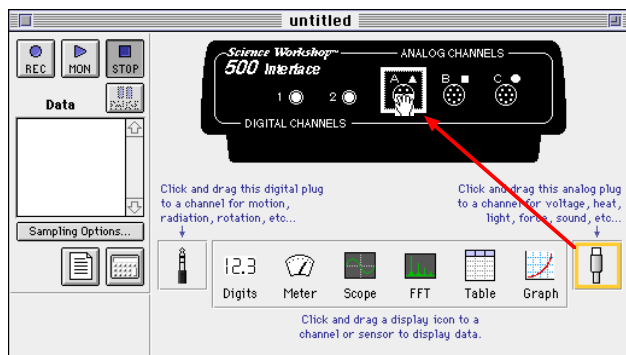 untitled
REC MON STOP
Data
PAUSE
Sampling Options...
Science Workshop™
500 Interface
ANALOG CHANNELS
A B C
1 2
DIGITAL CHANNELS
Click and drag this digital plug
to a channel for motion,
radiation, rotation, etc...
Click and drag this analog plug
to a channel for voltage, heat,
light, force, sound, etc...
12.3
Digits Meter Scope FFT Table Graph
Click and drag a display icon to a
channel or sensor to display data.